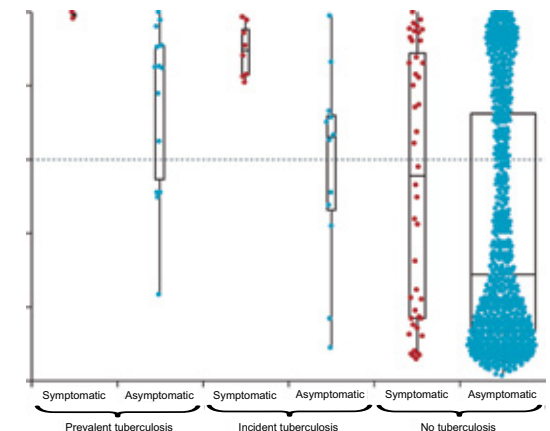 Symptomatic Asymptomatic Symptomatic Asymptomatic Symptomatic Asymptomatic
Prevalent tuberculosis Incident tuberculosis No tuberculosis